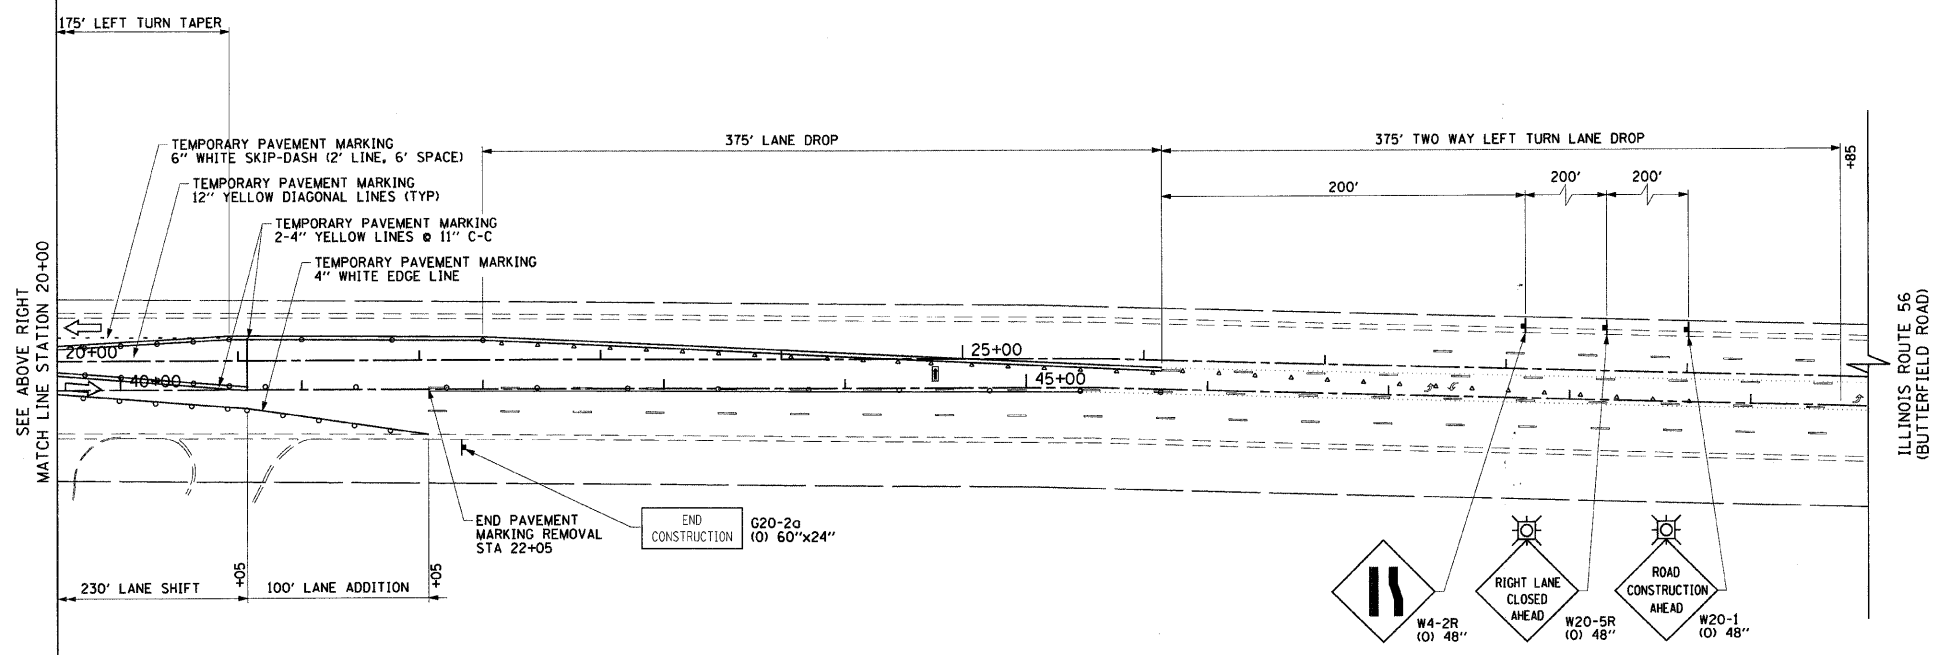 175' LEFT TURN TAPER
TEMPORARY PAVEMENT MARKING
6" WHITE SKIP-DASH (2' LINE, 6' SPACE)
TEMPORARY PAVEMENT MARKING
12" YELLOW DIAGONAL LINES (TYP)
TEMPORARY PAVEMENT MARKING
2-4" YELLOW LINES @ 11" C-C
TEMPORARY PAVEMENT MARKING
4" WHITE EDGE LINE
375' LANE DROP
375' TWO WAY LEFT TURN LANE DROP
+85
200'
200'
200'
SEE ABOVE RIGHT
MATCH LINE STATION 20+00
20+00
40+00
25+00
45+00
ILLINOIS ROUTE 56
(BUTTERFIELD ROAD)
END PAVEMENT
MARKING REMOVAL
STA 22+05
END
CONSTRUCTION
G20-2a
(O) 60"x24"
230' LANE SHIFT
+05
100' LANE ADDITION
+05
W4-2R
(O) 48"
RIGHT LANE
CLOSED
AHEAD
W20-5R
(O) 48"
ROAD
CONSTRUCTION
AHEAD
W20-1
(O) 48"